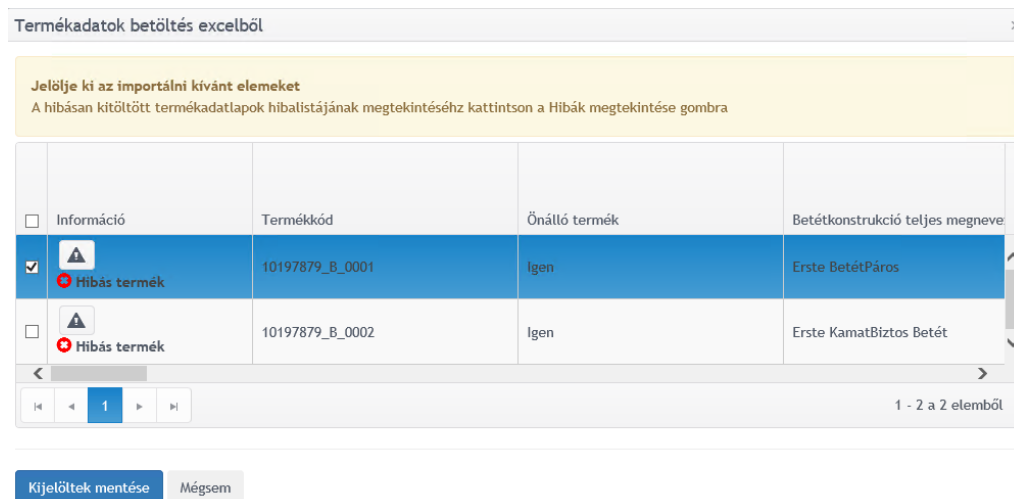 Termékadatok betöltés excelből
Jelölje ki az importálni kívánt elemeket
A hibásan kitöltött termékadatlapok hibalistájának megtekintéséhz kattintson a Hibák megtekintése gombra
Információ Termékkód Önálló termék Betétkonstrukció teljes megneve
Hibás termék 10197879_B_0001 Igen Erste BetétPáros
Hibás termék 10197879_B_0002 Igen Erste KamatBiztos Betét
1 1 - 2 a 2 elemből
Kijelöltek mentése Mégsem